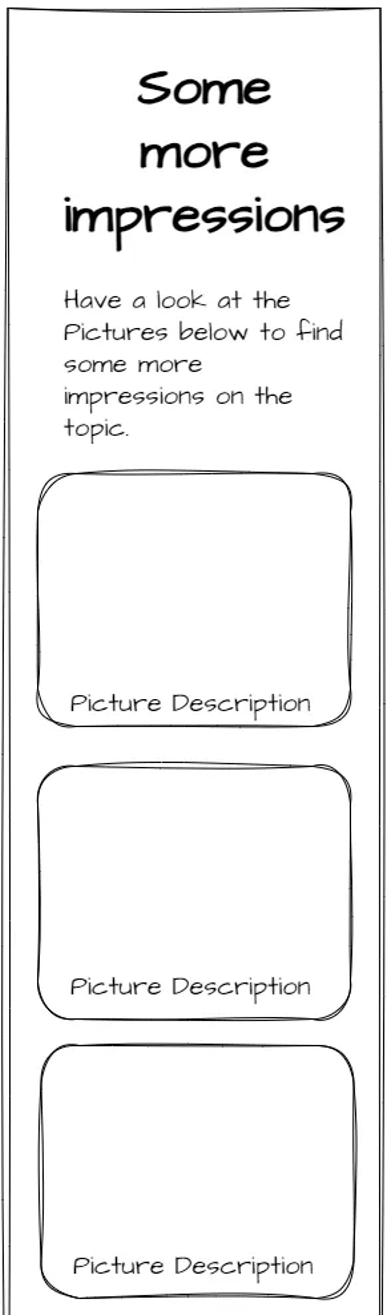 Some
more
impressions
Have a look at the
Pictures below to find
some more
impressions on the
topic.
Picture Description
Picture Description
Picture Description